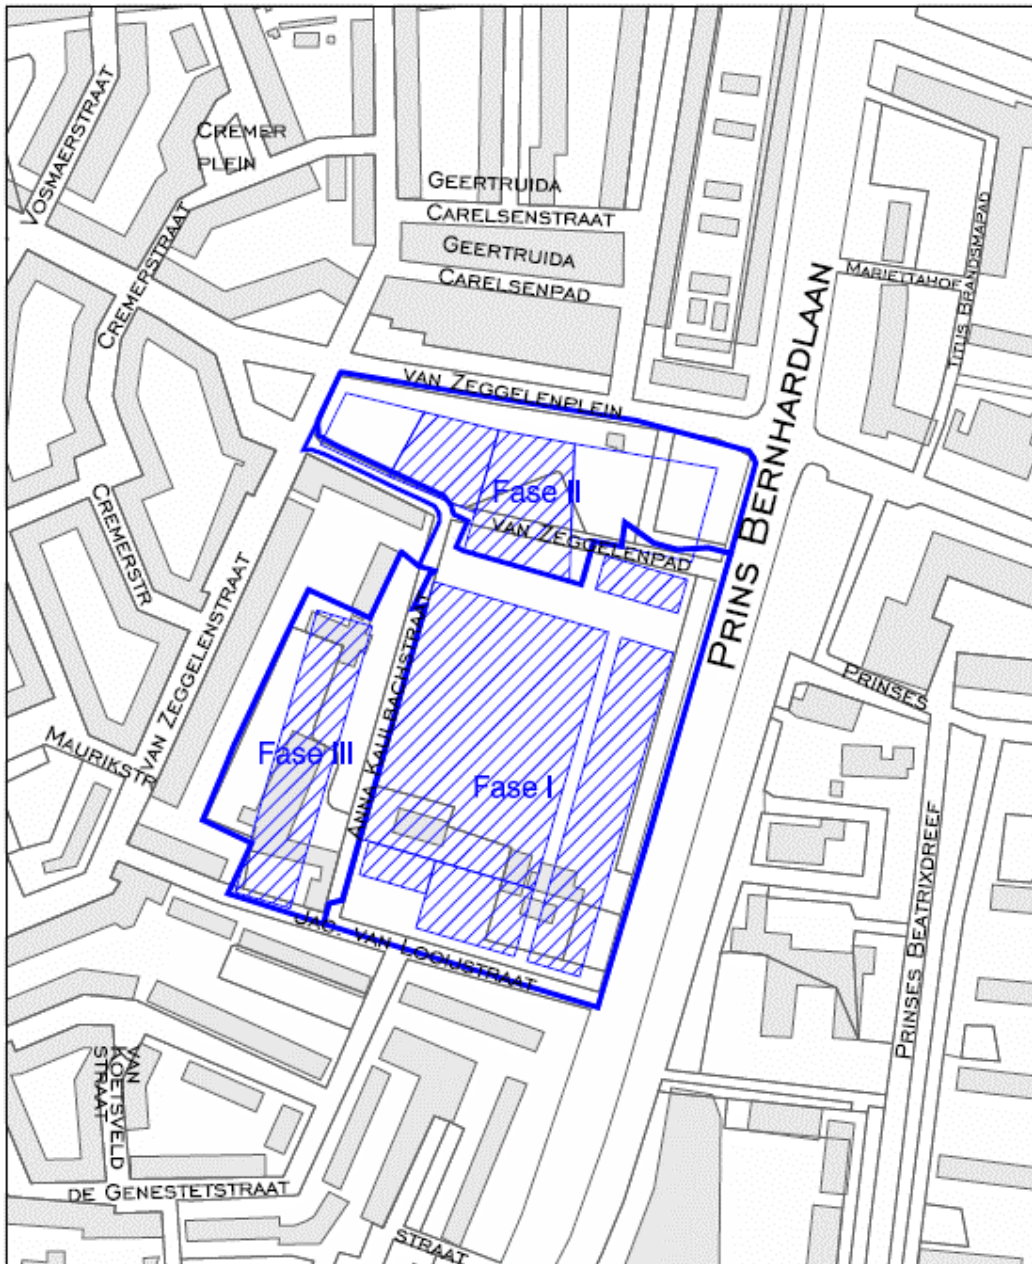 VOSMAERSTRAAT
CREMER
PLEIN
CREMERSTRAAT
GEERTRUIDA
CARELSENSTRAAT
GEERTRUIDA
CARELSENPAD
MARIETTAHOF
TITUS BRANDSMAPAD
VAN ZEGGELENPLEIN
PRINS BERNHARDLAAN
Fase II
VAN ZEGGELENPAD
CREMERSTR
VAN ZEGGELENSTRAAT
MAURIKSTR
ANNA KAULBACHSTRAAT
Fase III
Fase I
PRINSES
PRINSES BEATRIXDREEF
JAC. VAN LOOIJSTRAAT
VAN
KOETSVELD
STRAAT
DE GENESTETSTRAAT
STRAAT